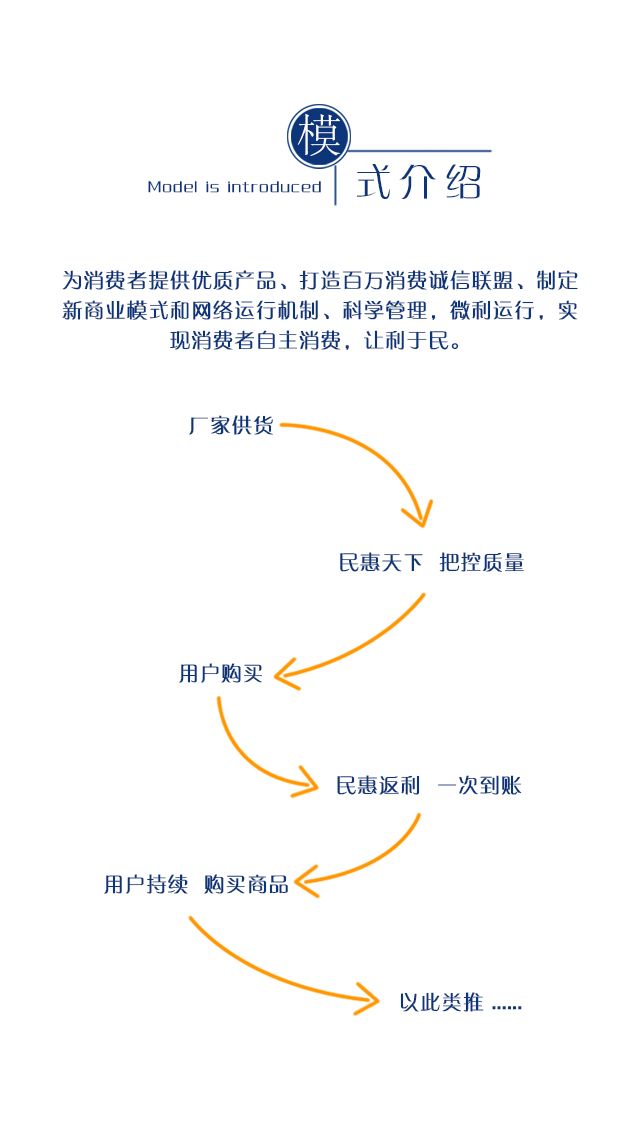 模式介绍
Model is introduced
为消费者提供优质产品、打造百万消费诚信联盟、制定
新商业模式和网络运行机制、科学管理，微利运行，实
现消费者自主消费，让利于民。
厂家供货
民惠天下 把控质量
用户购买
民惠返利 一次到账
用户持续 购买商品
以此类推 ......